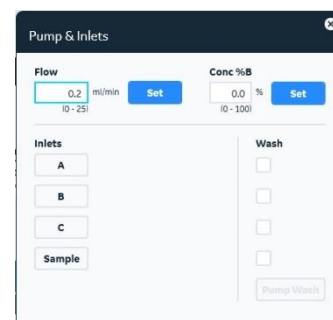 Pump & Inlets
Flow Conc %B
0.2 ml/min Set 0.0 % Set
(0 - 25) (0 - 100)
Inlets Wash
A
B
C
Sample
Pump Wash